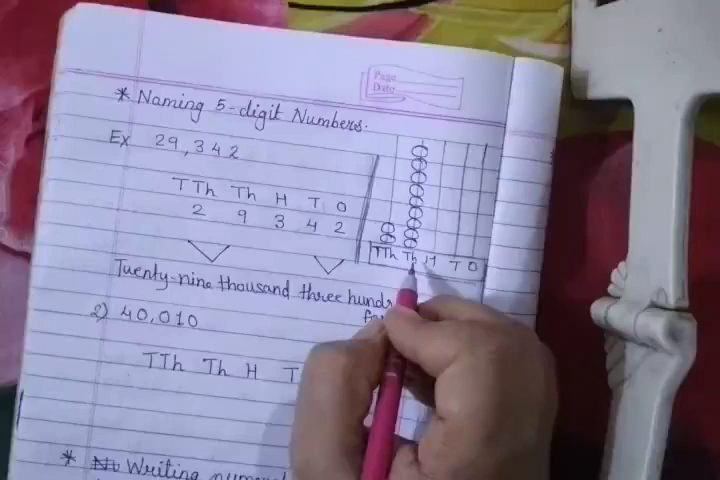 Page
Date
* Naming 5-digit Numbers.
Ex 29,342
TTh Th H T O
2 9 3 4 2
TTh Th H T O
Twenty-nine thousand three
2) 40,010
TTh Th H T
* Writing